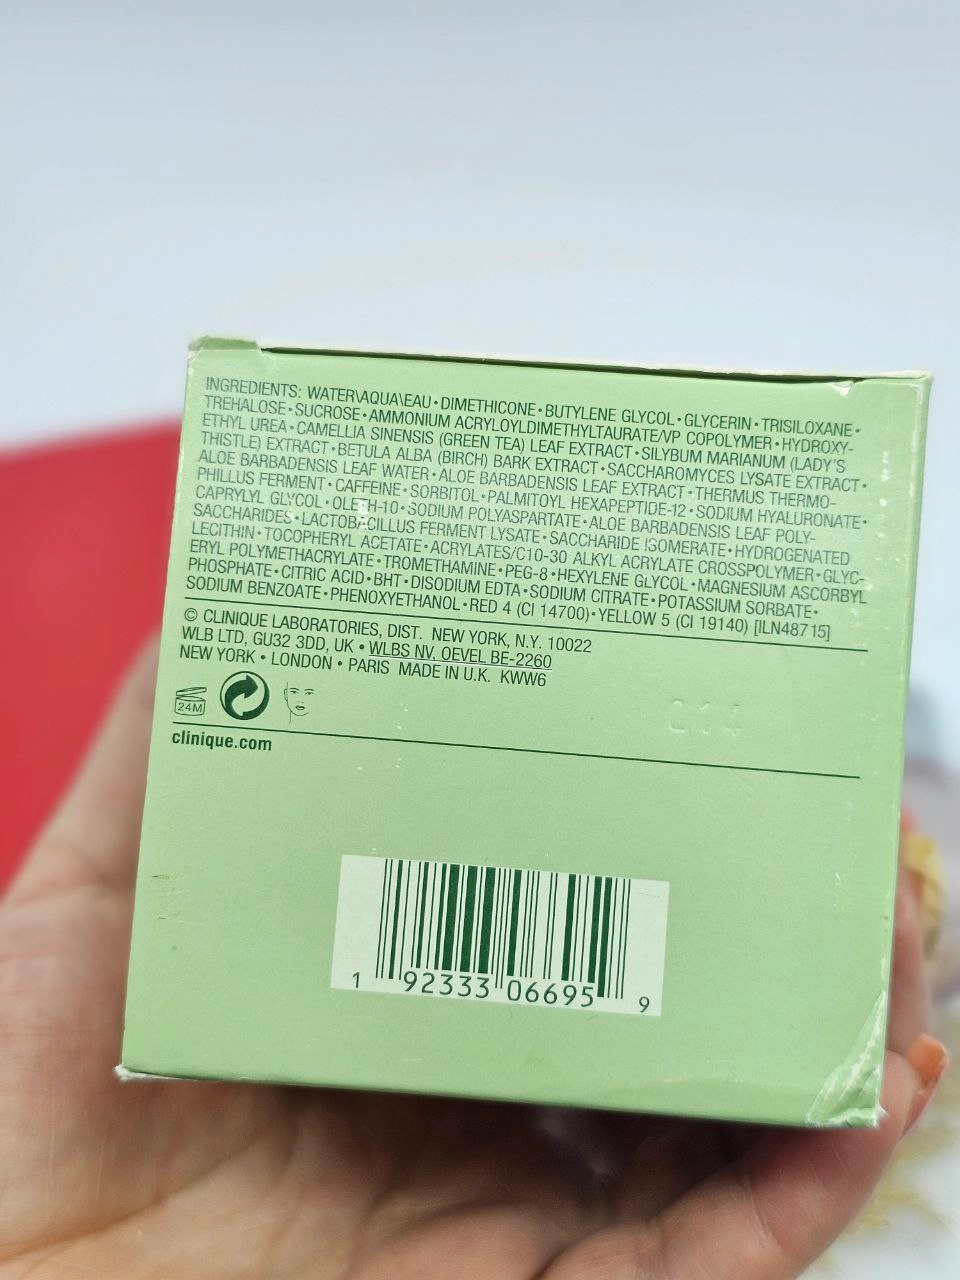 INGREDIENTS: WATER\AQUA\EAU • DIMETHICONE • BUTYLENE GLYCOL • GLYCERIN • TRISILOXANE •
TREHALOSE • SUCROSE • AMMONIUM ACRYLOYLDIMETHYLTAURATE/VP COPOLYMER • HYDROXY-
ETHYL UREA • CAMELLIA SINENSIS (GREEN TEA) LEAF EXTRACT • SILYBUM MARIANUM (LADY'S
THISTLE) EXTRACT • BETULA ALBA (BIRCH) BARK EXTRACT • SACCHAROMYCES LYSATE EXTRACT •
ALOE BARBADENSIS LEAF WATER • ALOE BARBADENSIS LEAF EXTRACT • THERMUS THERMO-
PHILLUS FERMENT • CAFFEINE • SORBITOL • PALMITOYL HEXAPEPTIDE-12 • SODIUM HYALURONATE •
CAPRYLYL GLYCOL • OLETH-10 • SODIUM POLYASPARTATE • ALOE BARBADENSIS LEAF POLY-
SACCHARIDES • LACTOBACILLUS FERMENT LYSATE • SACCHARIDE ISOMERATE • HYDROGENATED
LECITHIN • TOCOPHERYL ACETATE • ACRYLATES/C10-30 ALKYL ACRYLATE CROSSPOLYMER • GLYC-
ERYL POLYMETHACRYLATE • TROMETHAMINE • PEG-8 • HEXYLENE GLYCOL • MAGNESIUM ASCORBYL
PHOSPHATE • CITRIC ACID • BHT • DISODIUM EDTA • SODIUM CITRATE • POTASSIUM SORBATE •
SODIUM BENZOATE • PHENOXYETHANOL • RED 4 (CI 14700) • YELLOW 5 (CI 19140) [ILN48715]
© CLINIQUE LABORATORIES, DIST. NEW YORK, N.Y. 10022
WLB LTD, GU32 3DD, UK • WLBS NV, OEVEL BE-2260
NEW YORK • LONDON • PARIS MADE IN U.K. KWW6
24M
clinique.com
1 92333 06695 9